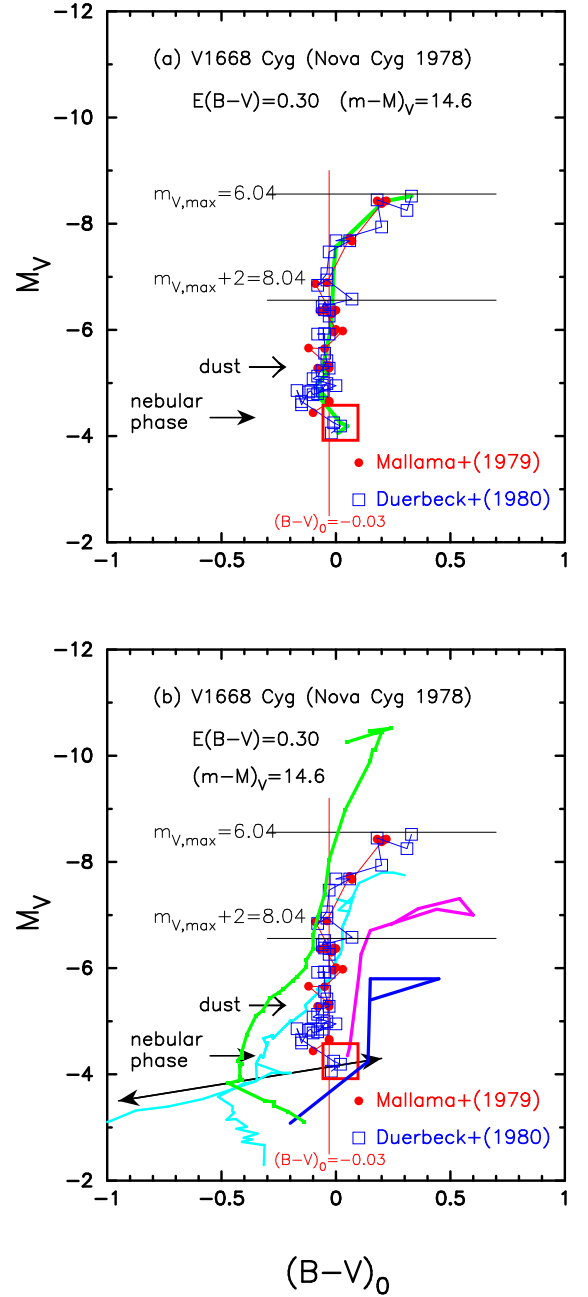 −12
(a) V1668 Cyg (Nova Cyg 1978)
E(B−V)=0.30 (m−M)V=14.6
−10
mV,max=6.04
−8
MV
mV,max+2=8.04
−6
dust
nebular
phase
−4
Mallama+(1979)
Duerbeck+(1980)
(B−V)0=−0.03
−2
−1 −0.5 0 0.5 1
−12
(b) V1668 Cyg (Nova Cyg 1978)
E(B−V)=0.30
−10
(m−M)V=14.6
mV,max=6.04
−8
MV
mV,max+2=8.04
−6
dust
nebular
phase
−4
Mallama+(1979)
Duerbeck+(1980)
(B−V)0=−0.03
−2
−1 −0.5 0 0.5 1
(B−V)0